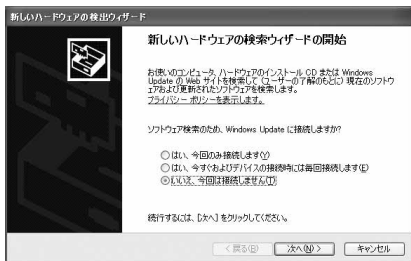 新しいハードウェアの検出ウィザード
新しいハードウェアの検索ウィザードの開始
お使いのコンピュータ、ハードウェアのインストール CD または Windows
Update の Web サイトを検索して (ユーザーの了解のもとに) 現在のソフトウ
ェアおよび更新されたソフトウェアを検索します。
プライバシー ポリシーを表示します。
ソフトウェア検索のため、Windows Update に接続しますか?
はい、今回のみ接続します(Y)
はい、今すぐおよびデバイスの接続時には毎回接続します(E)
いいえ、今回は接続しません(T)
続行するには、[次へ] をクリックしてください。
< 戻る(B)
次へ(N) >
キャンセル